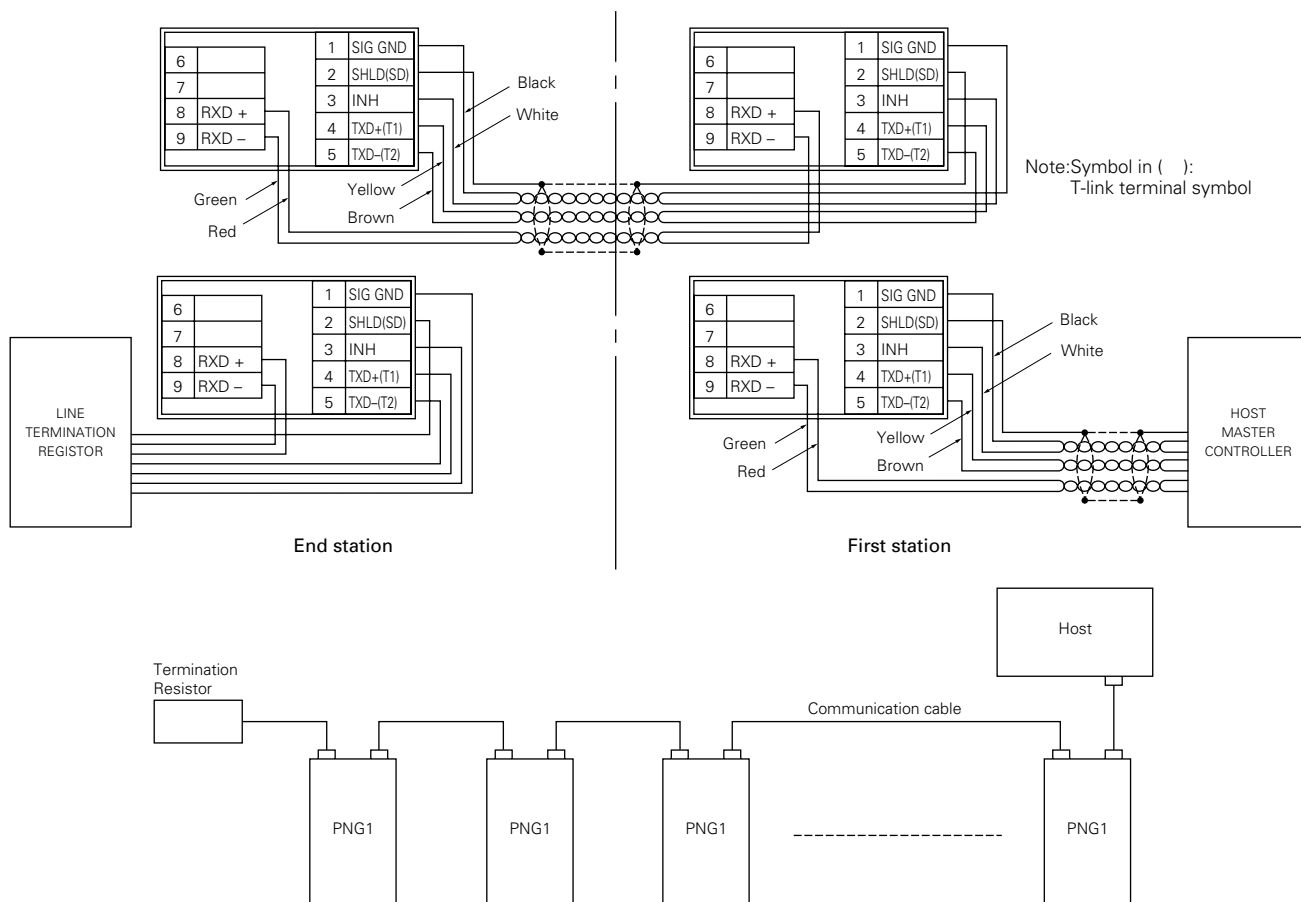 1 SIG GND
2 SHLD(SD)
3 INH
4 TXD+(T1)
5 TXD–(T2)
6
7
8 RXD +
9 RXD –
Black
White
Yellow
Brown
Green
Red
1 SIG GND
2 SHLD(SD)
3 INH
4 TXD+(T1)
5 TXD–(T2)
6
7
8 RXD +
9 RXD –
Note:Symbol in ( ):
T-link terminal symbol
LINE
TERMINATION
REGISTOR
1 SIG GND
2 SHLD(SD)
3 INH
4 TXD+(T1)
5 TXD–(T2)
6
7
8 RXD +
9 RXD –
End station
1 SIG GND
2 SHLD(SD)
3 INH
4 TXD+(T1)
5 TXD–(T2)
6
7
8 RXD +
9 RXD –
Black
White
Yellow
Brown
Green
Red
HOST
MASTER
CONTROLLER
First station
Host
Termination
Resistor
Communication cable
PNG1
PNG1
PNG1
PNG1